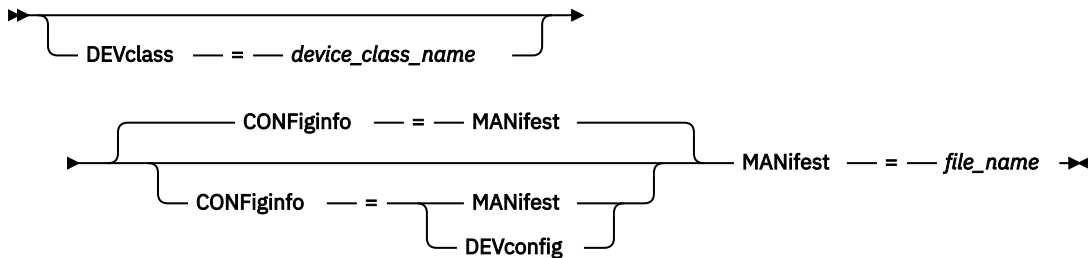 DEVclass = device_class_name
CONFiginfo = MANifest
MANifest = file_name
CONFiginfo = MANifest
DEVconfig